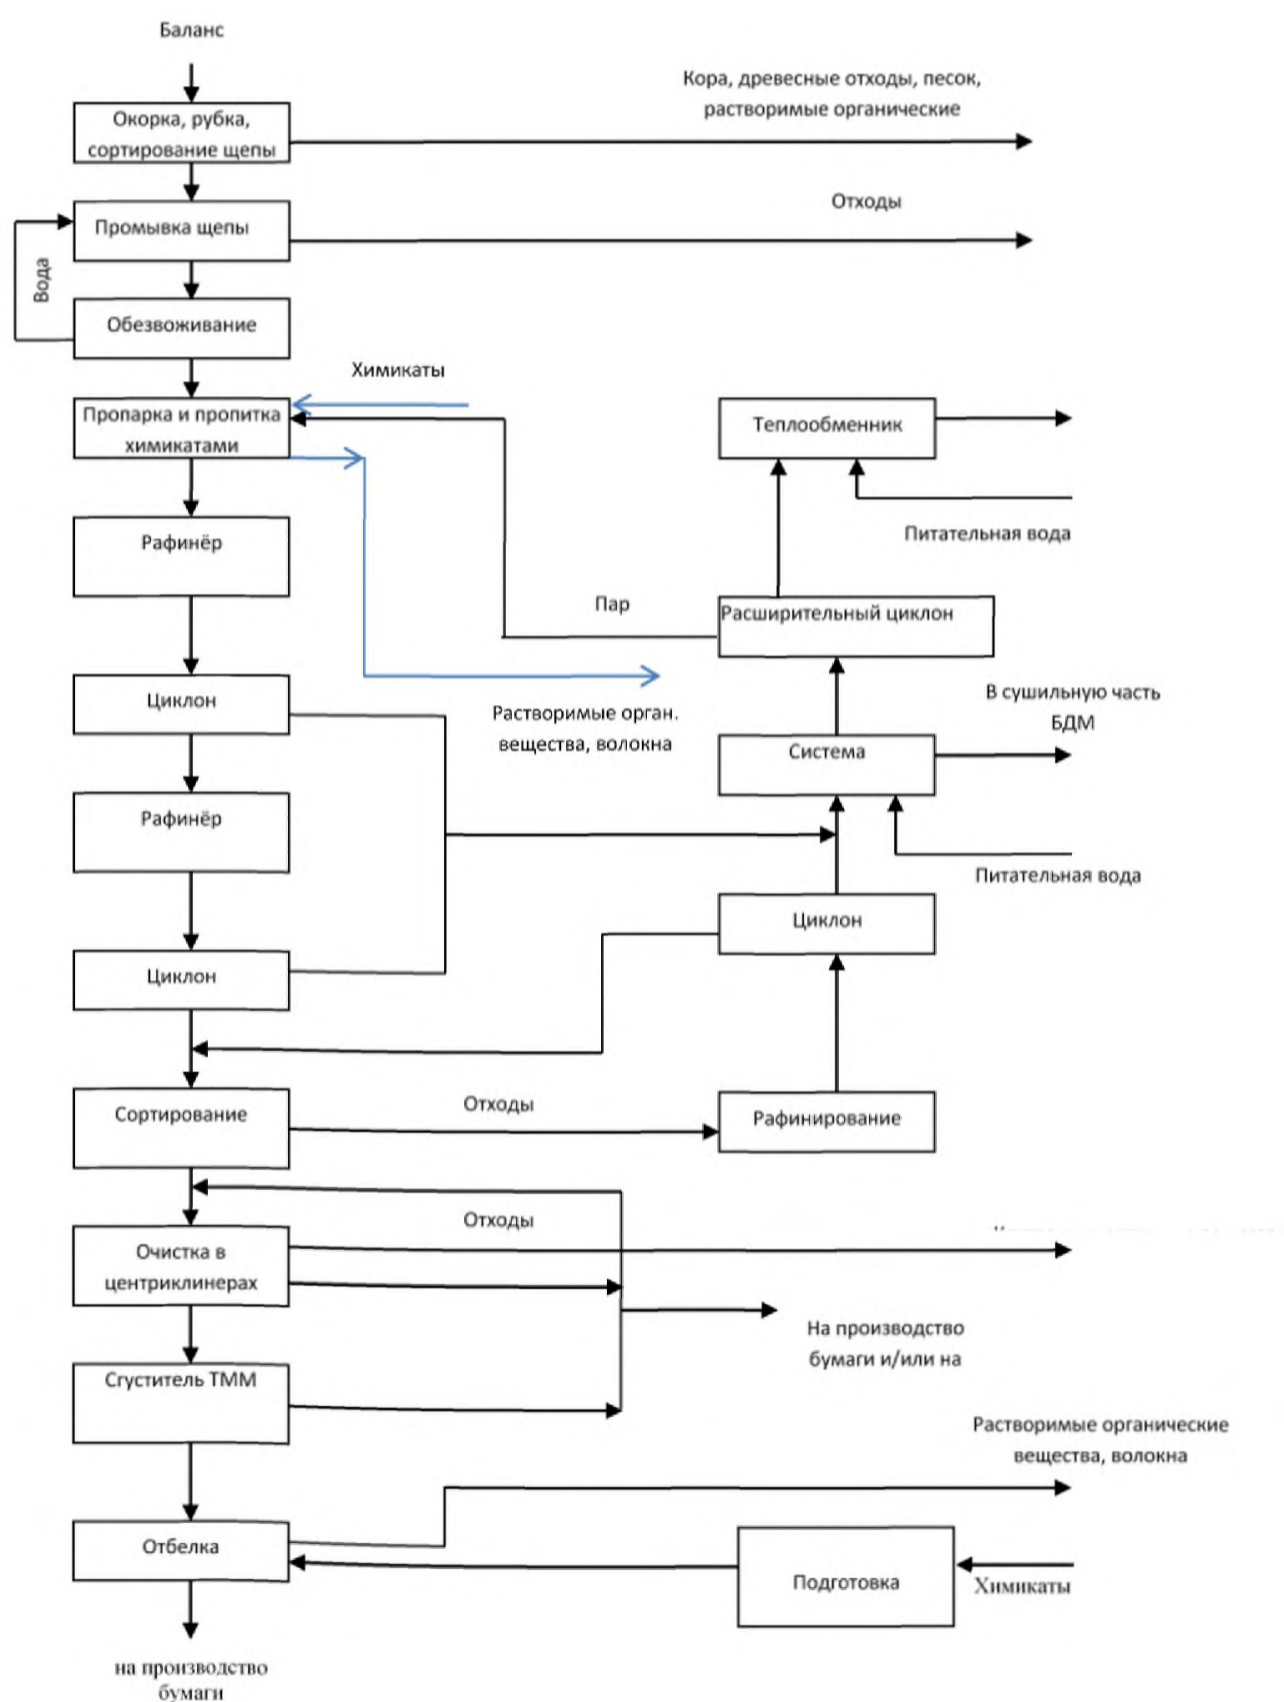 Баланс
Кора, древесные отходы, песок,
растворимые органические
Окорка, рубка,
сортирование щепы
Отходы
Промывка щепы
Вода
Обезвоживание
Химикаты
Пропарка и пропитка
химикатами
Теплообменник
Питательная вода
Рафинёр
Пар
Расширительный циклон
Циклон
Растворимые орган.
вещества, волокна
В сушильную часть
БДМ
Система
Рафинёр
Питательная вода
Циклон
Циклон
Сортирование
Отходы
Рафинирование
Отходы
Очистка в
центриклинерах
На производство
бумаги и/или на
Сгуститель ТММ
Растворимые органические
вещества, волокна
Отбелка
Подготовка
Химикаты
на производство
бумаги